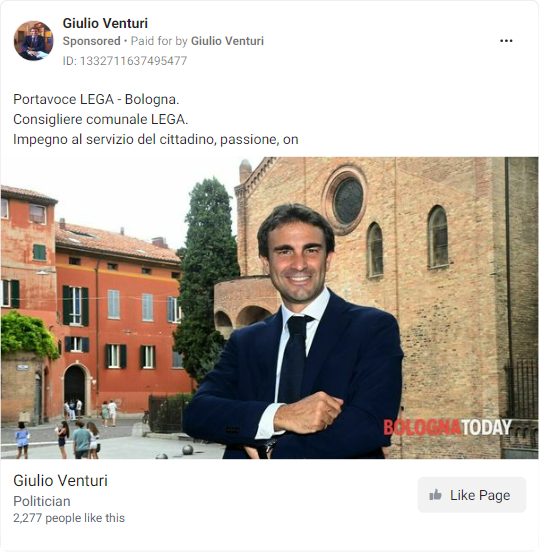 Giulio Venturi
Sponsored • Paid for by Giulio Venturi
ID: 1332711637495477
Portavoce LEGA - Bologna.
Consigliere comunale LEGA.
Impegno al servizio del cittadino, passione, on
BOLOGNATODAY
Giulio Venturi
Politician
2,277 people like this
Like Page